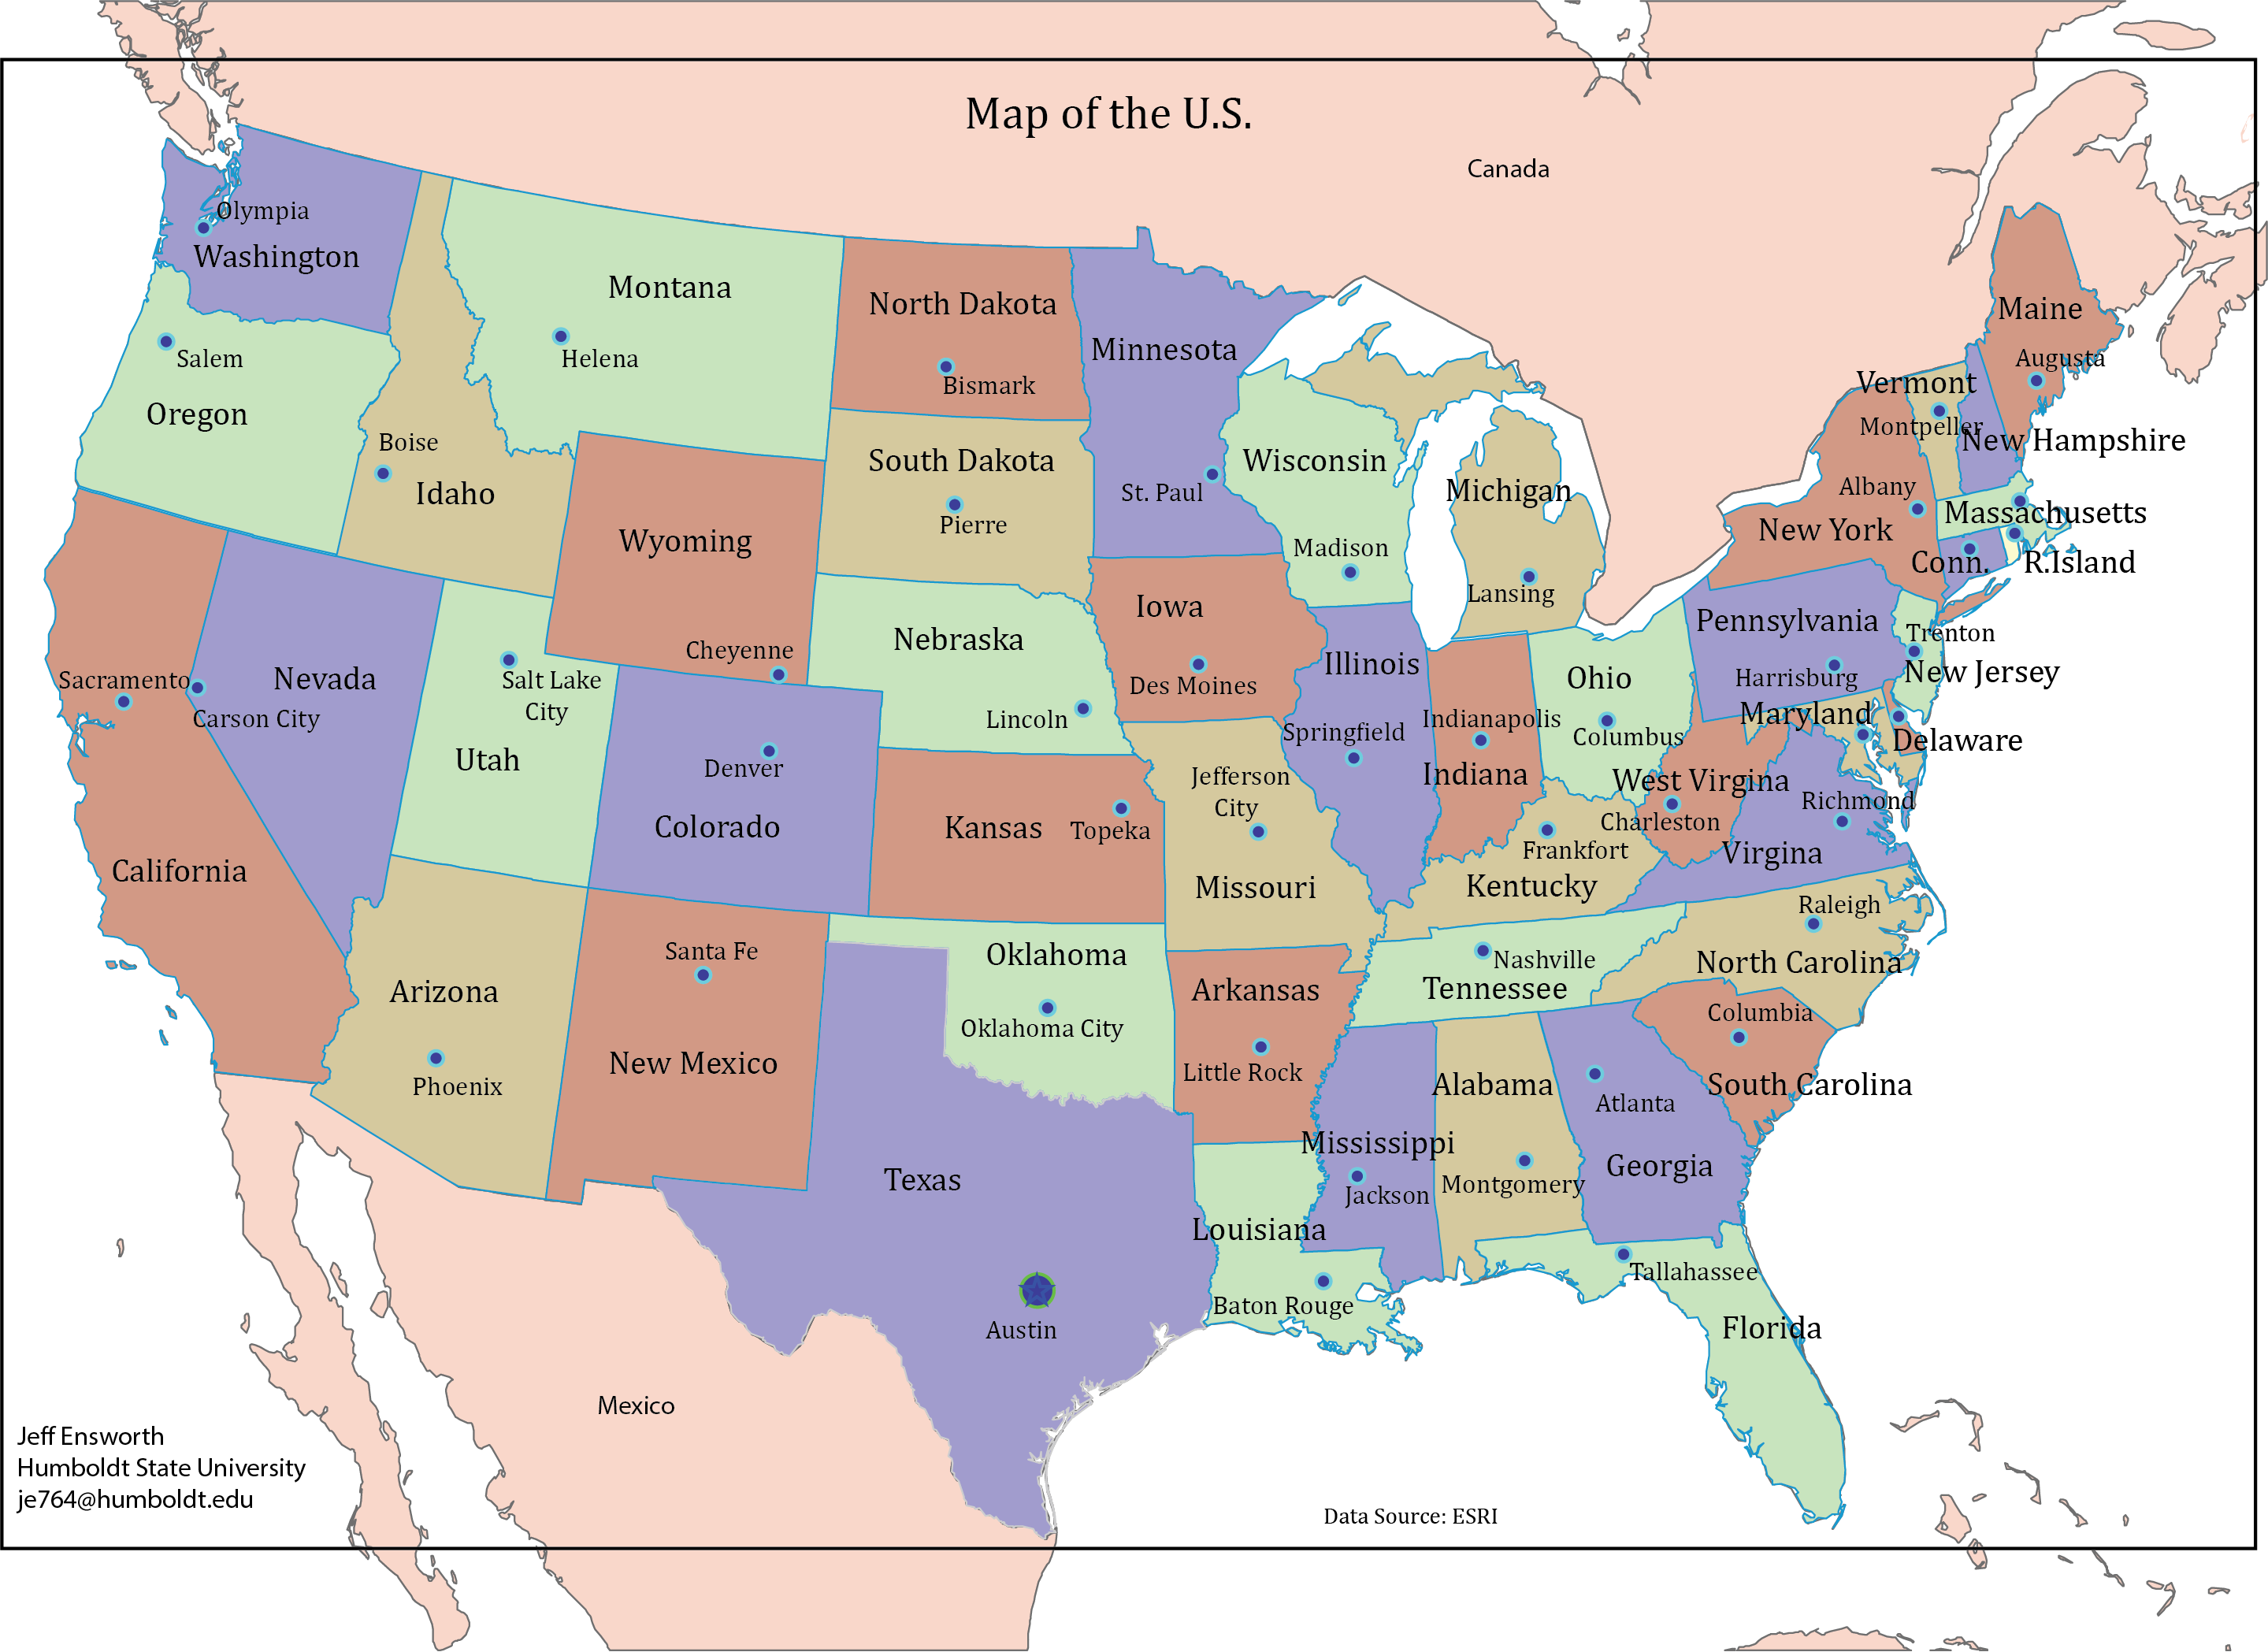 Map of the U.S.
Canada
Olympia
Washington
Montana
North Dakota
Maine
Minnesota
Salem
Helena
Bismark
Augusta
Vermont
Oregon
Montpeller
New Hampshire
Boise
Idaho
South Dakota
Wisconsin
St. Paul
Michigan
Albany
Pierre
Massachusetts
New York
Wyoming
Madison
Conn.
R.Island
Lansing
Iowa
Pennsylvania
Nebraska
Trenton
Cheyenne
Illinois
Ohio
New Jersey
Sacramento
Nevada
Salt Lake
City
Des Moines
Harrisburg
Carson City
Lincoln
Indianapolis
Maryland
Springfield
Columbus
Delaware
Utah
Denver
Jefferson
City
Indiana
West Virgina
Richmond
Colorado
Kansas
Topeka
Charleston
California
Frankfort
Virgina
Missouri
Kentucky
Raleigh
Santa Fe
Oklahoma
Nashville
North Carolina
Arizona
Arkansas
Tennessee
Columbia
Oklahoma City
New Mexico
Phoenix
Little Rock
Alabama
Atlanta
South Carolina
Mississippi
Texas
Jackson
Montgomery
Georgia
Louisiana
Tallahassee
Baton Rouge
Austin
Florida
Mexico
Jeff Ensworth
Humboldt State University
je764@humboldt.edu
Data Source: ESRI